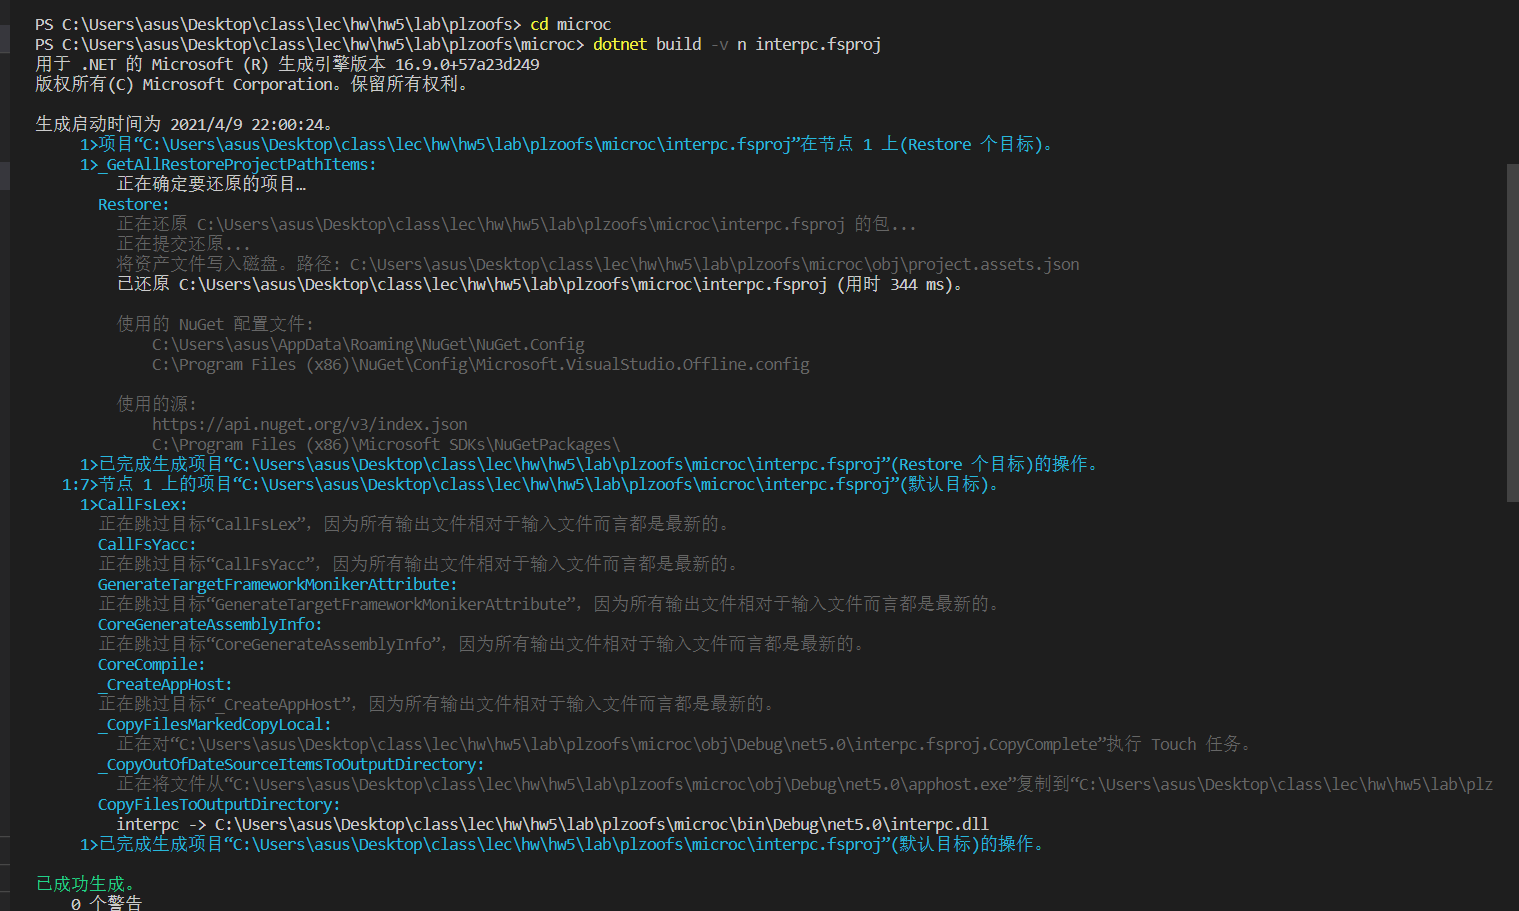 PS C:\Users\asus\Desktop\class\lec\hw\hw5\lab\plzoofs> cd microc
PS C:\Users\asus\Desktop\class\lec\hw\hw5\lab\plzoofs\microc> dotnet build -v n interpc.fsproj
用于 .NET 的 Microsoft (R) 生成引擎版本 16.9.0+57a23d249
版权所有(C) Microsoft Corporation。保留所有权利。
生成启动时间为 2021/4/9 22:00:24。
1>项目“C:\Users\asus\Desktop\class\lec\hw\hw5\lab\plzoofs\microc\interpc.fsproj”在节点 1 上(Restore 个目标)。
1>_GetAllRestoreProjectPathItems:
正在确定要还原的项目…
Restore:
正在还原 C:\Users\asus\Desktop\class\lec\hw\hw5\lab\plzoofs\microc\interpc.fsproj 的包...
正在提交还原...
将资产文件写入磁盘。路径: C:\Users\asus\Desktop\class\lec\hw\hw5\lab\plzoofs\microc\obj\project.assets.json
已还原 C:\Users\asus\Desktop\class\lec\hw\hw5\lab\plzoofs\microc\interpc.fsproj (用时 344 ms)。
使用的 NuGet 配置文件:
C:\Users\asus\AppData\Roaming\NuGet\NuGet.Config
C:\Program Files (x86)\NuGet\Config\Microsoft.VisualStudio.Offline.config
使用的源:
https://api.nuget.org/v3/index.json
C:\Program Files (x86)\Microsoft SDKs\NuGetPackages\
1>已完成生成项目“C:\Users\asus\Desktop\class\lec\hw\hw5\lab\plzoofs\microc\interpc.fsproj”(Restore 个目标)的操作。
1:7>节点 1 上的项目“C:\Users\asus\Desktop\class\lec\hw\hw5\lab\plzoofs\microc\interpc.fsproj”(默认目标)。
1>CallFsLex:
正在跳过目标“CallFsLex”，因为所有输出文件相对于输入文件而言都是最新的。
CallFsYacc:
正在跳过目标“CallFsYacc”，因为所有输出文件相对于输入文件而言都是最新的。
GenerateTargetFrameworkMonikerAttribute:
正在跳过目标“GenerateTargetFrameworkMonikerAttribute”，因为所有输出文件相对于输入文件而言都是最新的。
CoreGenerateAssemblyInfo:
正在跳过目标“CoreGenerateAssemblyInfo”，因为所有输出文件相对于输入文件而言都是最新的。
CoreCompile:
_CreateAppHost:
正在跳过目标“_CreateAppHost”，因为所有输出文件相对于输入文件而言都是最新的。
_CopyFilesMarkedCopyLocal:
正在对“C:\Users\asus\Desktop\class\lec\hw\hw5\lab\plzoofs\microc\obj\Debug\net5.0\interpc.fsproj.CopyComplete”执行 Touch 任务。
_CopyOutOfDateSourceItemsToOutputDirectory:
正在将文件从“C:\Users\asus\Desktop\class\lec\hw\hw5\lab\plzoofs\microc\obj\Debug\net5.0\apphost.exe”复制到“C:\Users\asus\Desktop\class\lec\hw\hw5\lab\plz
CopyFilesToOutputDirectory:
interpc -> C:\Users\asus\Desktop\class\lec\hw\hw5\lab\plzoofs\microc\bin\Debug\net5.0\interpc.dll
1>已完成生成项目“C:\Users\asus\Desktop\class\lec\hw\hw5\lab\plzoofs\microc\interpc.fsproj”(默认目标)的操作。
已成功生成。
0 个警告